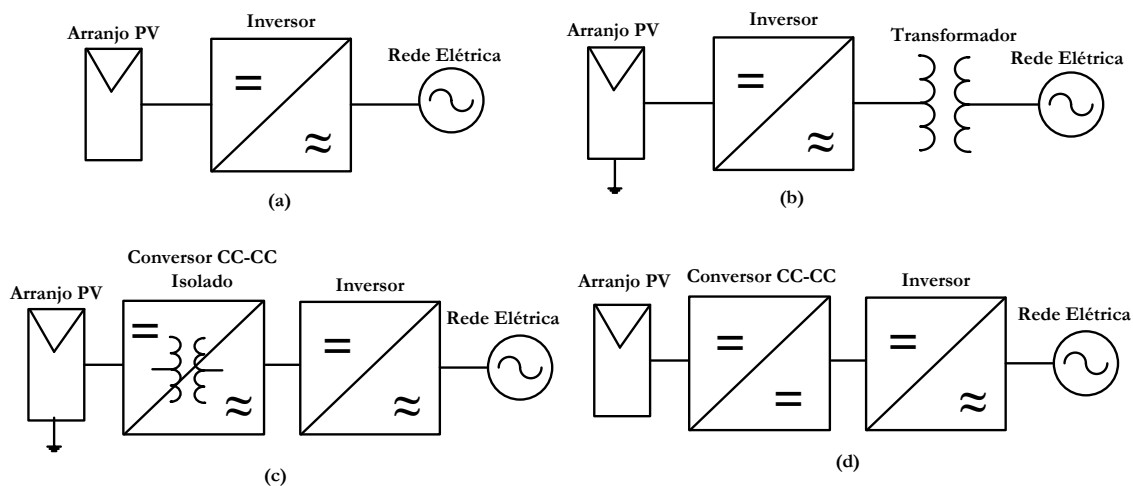 Arranjo PV
Inversor
Rede Elétrica
=
≈
(a)
Arranjo PV
Inversor
Transformador
Rede Elétrica
=
≈
(b)
Arranjo PV
Conversor CC-CC
Isolado
Inversor
Rede Elétrica
=
≈
=
≈
(c)
Arranjo PV
Conversor CC-CC
Inversor
Rede Elétrica
=
=
=
≈
(d)